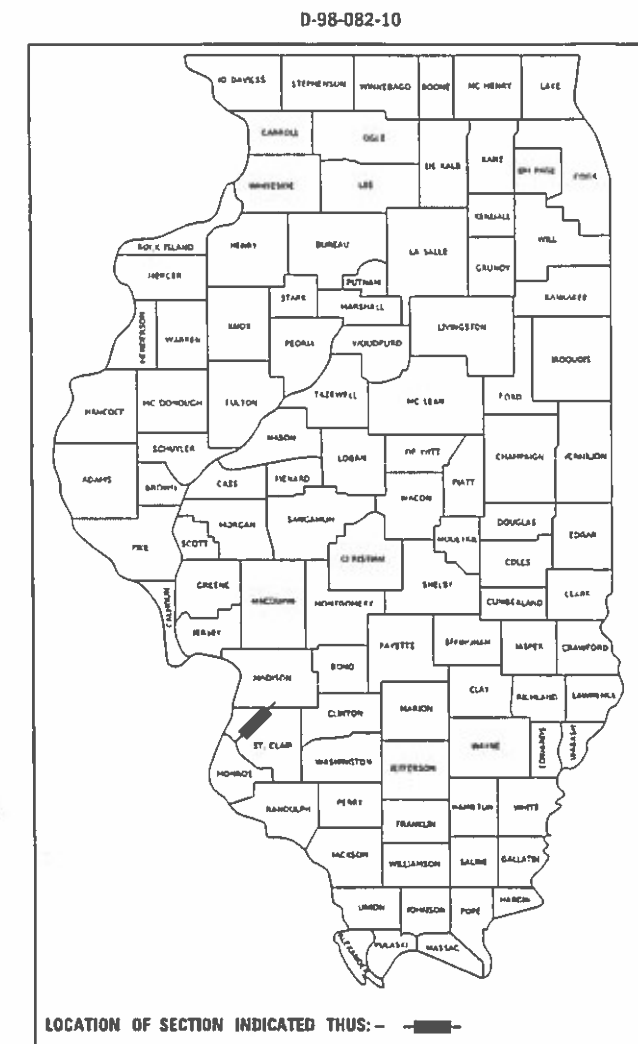 D-98-082-10
JO DAVIESS STEPHENSON WINNEBAGO BOONE MC HENRY LAKE
CARROLL OGLE DE KALB KANE DU PAGE COOK
WHITESIDE LEE KENDALL WILL
ROCK ISLAND HENRY BUREAU LA SALLE GRUNDY
MERCER PUTNAM KANKAKEE
STARK MARSHALL
HENDERSON WARREN KNOX PEORIA WOODFORD LIVINGSTON IROQUOIS
HANCOCK MC DONOUGH FULTON TAZEWELL MC LEAN FORD
MASON
SCHUYLER LOGAN DE WITT CHAMPAIGN VERMILION
ADAMS BROWN CASS MENARD PIATT
MACON
MORGAN SANGAMON DOUGLAS
PIKE SCOTT MOULTRIE EDGAR
CHRISTIAN COLES
GREENE MACOUPIN MONTGOMERY SHELBY CUMBERLAND CLARK
CALHOUN JERSEY FAYETTE EFFINGHAM JASPER CRAWFORD
MADISON BOND
CLAY RICHLAND LAWRENCE
CLINTON MARION
ST. CLAIR WAYNE EDWARDS WABASH
MONROE WASHINGTON JEFFERSON
RANDOLPH PERRY HAMILTON WHITE
FRANKLIN
JACKSON WILLIAMSON SALINE GALLATIN
UNION JOHNSON POPE HARDIN
ALEXANDER PULASKI MASSAC
LOCATION OF SECTION INDICATED THUS: -